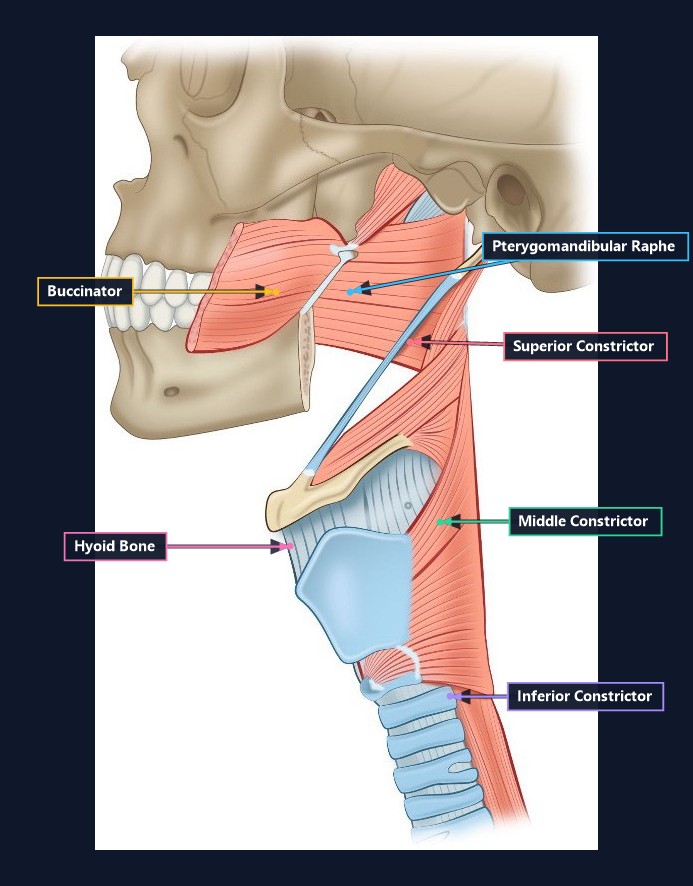 Pterygomandibular Raphe
Buccinator
Superior Constrictor
Middle Constrictor
Hyoid Bone
Inferior Constrictor